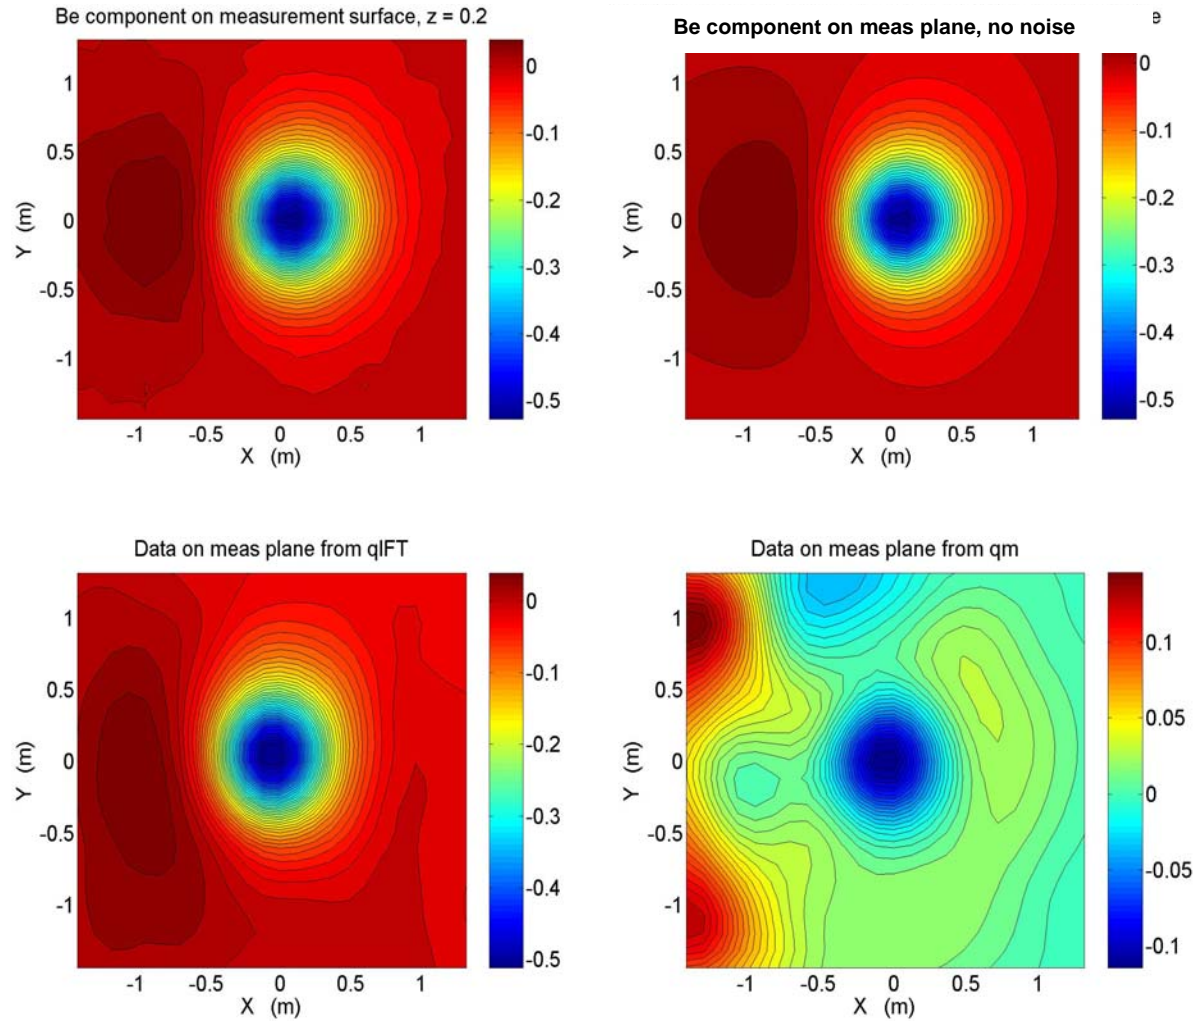 Be component on measurement surface, z = 0.2
1
0.5
0
-0.5
-1
Y (m)
-1 -0.5 0 0.5 1
X (m)
0
-0.1
-0.2
-0.3
-0.4
-0.5
Be component on meas plane, no noise
e
1
0.5
0
-0.5
-1
Y (m)
-1 -0.5 0 0.5 1
X (m)
0
-0.1
-0.2
-0.3
-0.4
-0.5
Data on meas plane from qIFT
1
0.5
0
-0.5
-1
Y (m)
-1 -0.5 0 0.5 1
X (m)
0
-0.1
-0.2
-0.3
-0.4
-0.5
Data on meas plane from qm
1
0.5
0
-0.5
-1
Y (m)
-1 -0.5 0 0.5 1
X (m)
0.1
0.05
0
-0.05
-0.1